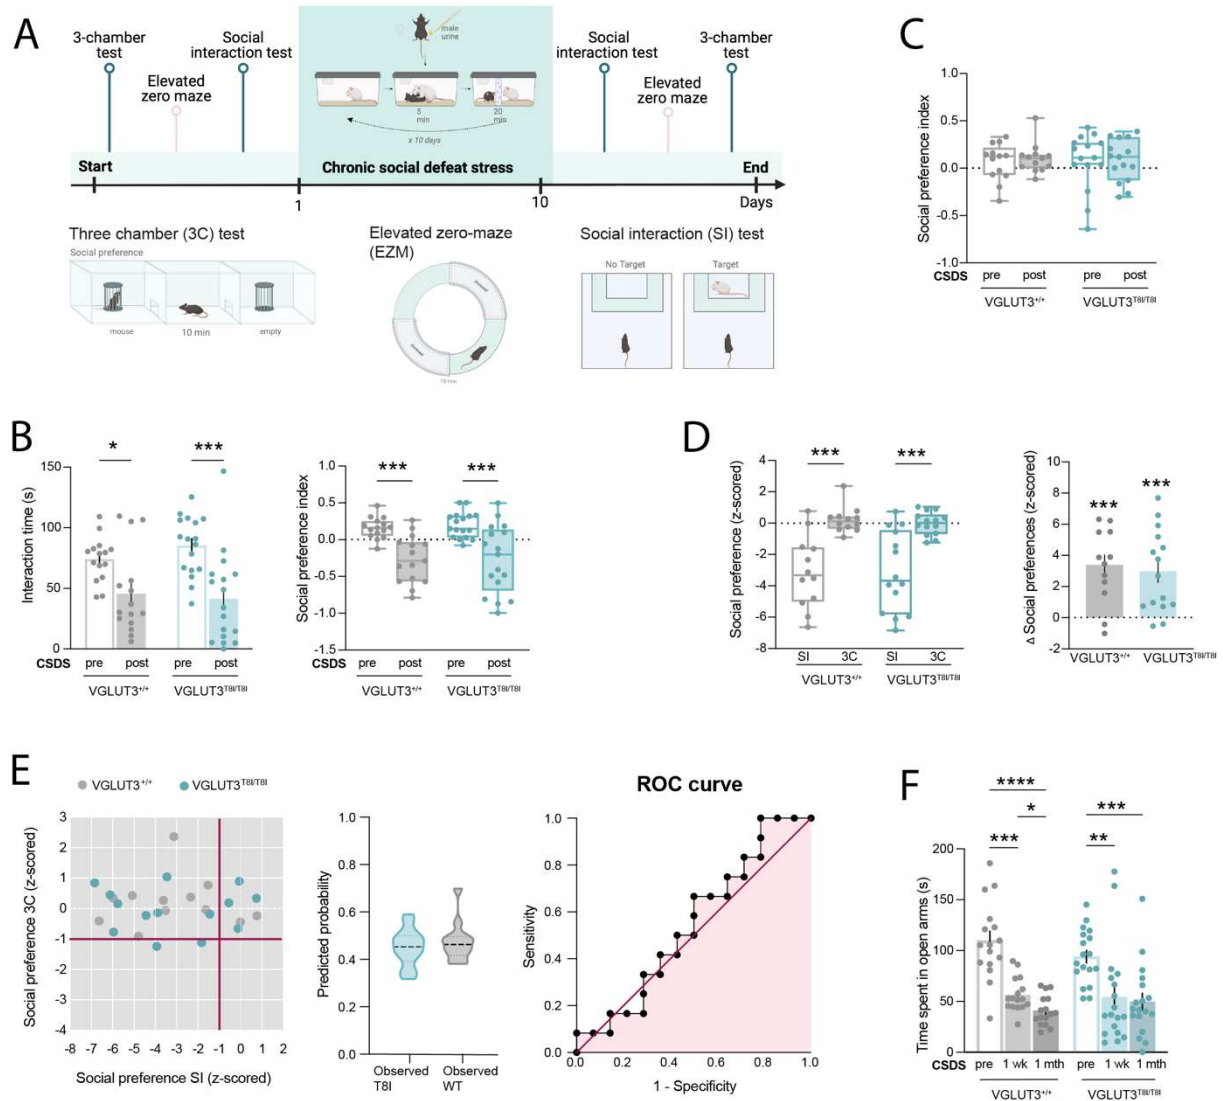 A
3-chamber
test
Elevated
zero maze
Social
interaction test
male
urine
5
min
20
min
x 10 days
Social
interaction test
Elevated
zero maze
3-chamber
test
Start
Chronic social defeat stress
End
1
10
Days
Three chamber (3C) test
Social preference
mouse
10 min
empty
Elevated zero-maze
(EZM)
10 min
Social interaction (SI) test
No Target
Target
C
Social preference index
1.0
0.5
0.0
-0.5
-1.0
CSDS pre post pre post
VGLUT3+/+ VGLUT3T8I/T8I
B
Interaction time (s)
150
100
50
0
* ***
CSDS pre post pre post
VGLUT3+/+ VGLUT3T8I/T8I
Social preference index
1.0
0.5
0.0
-0.5
-1.0
-1.5
*** ***
CSDS pre post pre post
VGLUT3+/+ VGLUT3T8I/T8I
D
Social preference (z-scored)
4
2
0
-2
-4
-6
-8
*** ***
SI 3C SI 3C
VGLUT3+/+ VGLUT3T8I/T8I
Δ Social preferences (z-scored)
10
8
6
4
2
0
-2
*** ***
VGLUT3+/+ VGLUT3T8I/T8I
E
VGLUT3+/+ VGLUT3T8I/T8I
Social preference 3C (z-scored)
3
2
1
0
-1
-2
-3
-4
-8 -7 -6 -5 -4 -3 -2 -1 0 1 2
Social preference SI (z-scored)
Predicted probability
1.0
0.8
0.6
0.4
0.2
0.0
Observed
T8I
Observed
WT
ROC curve
Sensitivity
1.0
0.8
0.6
0.4
0.2
0.0
0.0 0.2 0.4 0.6 0.8 1.0
1 - Specificity
F
Time spent in open arms (s)
200
150
100
50
0
****
*
***
***
**
CSDS pre 1 wk 1 mth pre 1 wk 1 mth
VGLUT3+/+ VGLUT3T8I/T8I